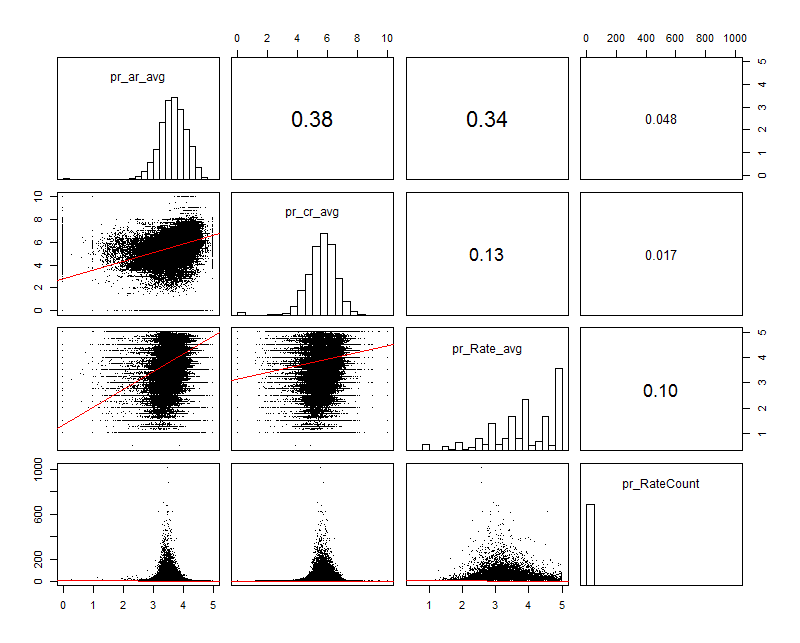 0 2 4 6 8 10
0 200 400 600 800 1000
pr_ar_avg
0.38
0.34
0.048
0 1 2 3 4 5
0 2 4 6 8 10
pr_cr_avg
0.13
0.017
pr_Rate_avg
0.10
1 2 3 4 5
0 200 600 1000
pr_RateCount
0 1 2 3 4 5
1 2 3 4 5